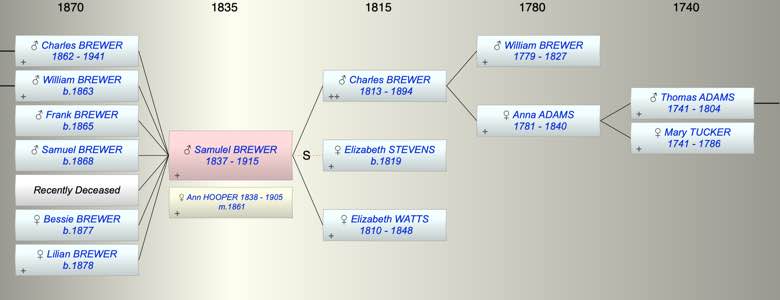 1870
1835
1815
1780
1740
♂ Charles BREWER
1862 - 1941
+
♂ William BREWER
b.1863
+
♂ Frank BREWER
b.1865
+
♂ Samuel BREWER
b.1868
+
Recently Deceased
♀ Bessie BREWER
b.1877
+
♀ Lilian BREWER
b.1878
+
♂ Samulel BREWER
1837 - 1915
+
♀ Ann HOOPER 1838 - 1905
m.1861
+
S
♂ Charles BREWER
1813 - 1894
++
♀ Elizabeth STEVENS
b.1819
+
♀ Elizabeth WATTS
1810 - 1848
+
♂ William BREWER
1779 - 1827
+
♀ Anna ADAMS
1781 - 1840
+
♂ Thomas ADAMS
1741 - 1804
+
♀ Mary TUCKER
1741 - 1786
+